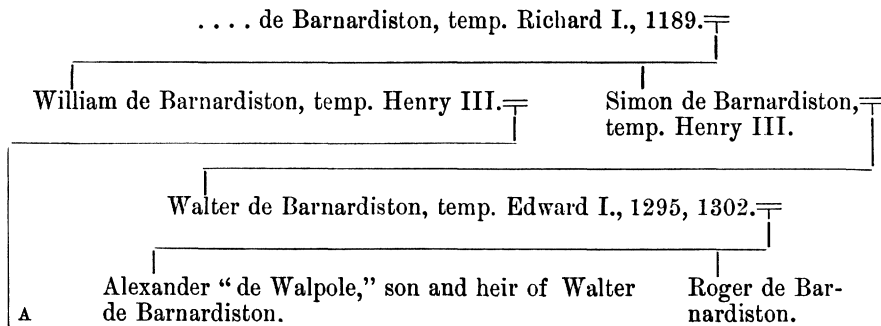 .... de Barnardiston, temp. Richard I., 1189.
William de Barnardiston, temp. Henry III.
Simon de Barnardiston,
temp. Henry III.
Walter de Barnardiston, temp. Edward I., 1295, 1302.
Alexander “de Walpole,” son and heir of Walter
de Barnardiston.
Roger de Bar-
nardiston.
A